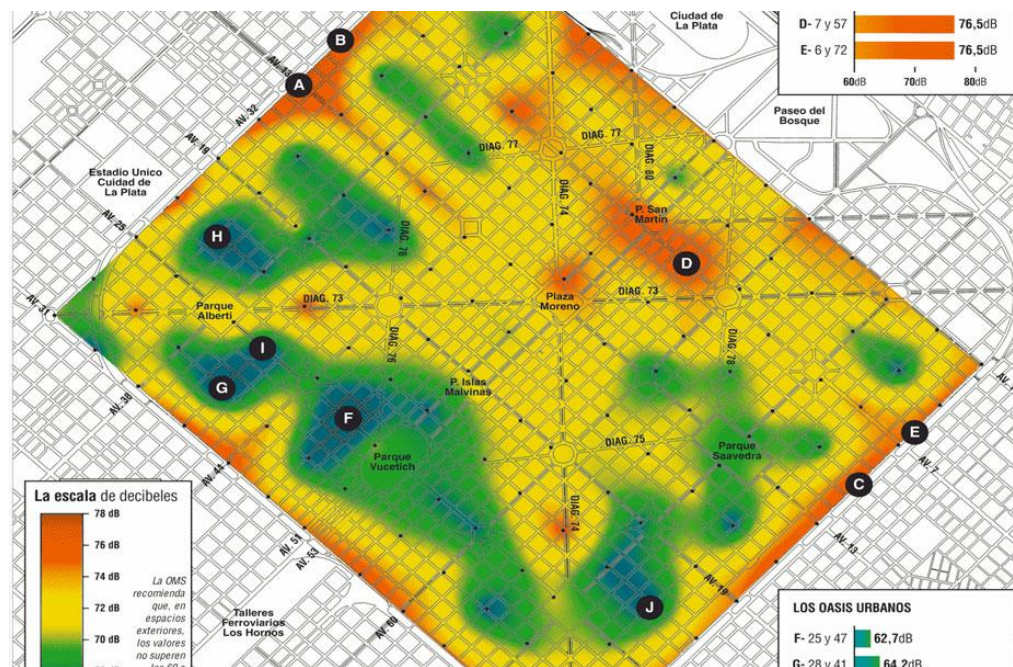 Ciudad de
La Plata
D- 7 y 57 76,5dB
E- 6 y 72 76,5dB
60dB 70dB 80dB
B
A
AV. 13
AV. 32
Paseo del
Bosque
DIAG. 77
DIAG. 77
AV. 19
DIAG. 80
Estadio Unico
Cuidad de
La Plata
DIAG. 74
P. San
Martín
AV. 25
H
DIAG. 76
D
DIAG. 73
Plaza
Moreno
DIAG. 73
Parque
Alberti
AV. 31
I
DIAG. 76
DIAG. 78
G
P. Islas
Malvinas
AV. 38
F
E
DIAG. 75
Parque
Saavedra
Parque
Vucetich
AV. 44
AV. 7
C
La escala de decibeles
78 dB
76 dB
74 dB
72 dB
70 dB
La OMS
recomienda
que, en
espacios
exteriores,
los valores
no superen
DIAG. 74
AV. 13
AV. 51
AV. 53
AV. 19
J
AV. 60
Talleres
Ferroviarios
Los Hornos
LOS OASIS URBANOS
F- 25 y 47 62,7dB
G- 28 y 41 64,2dB